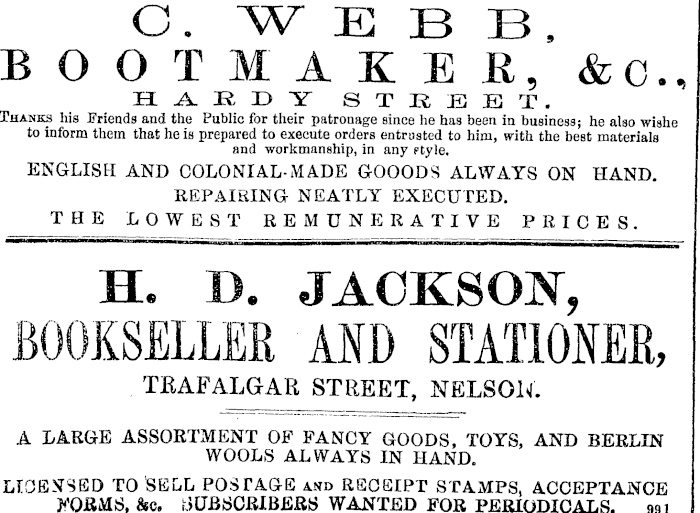 C. WEBB,
BOOTMAKER, &C.,
HARDY STREET.
THANKS his Friends and the Public for their patronage since he has been in business; he also wishe
to inform them that he is prepared to execute orders entrusted to him, with the best materials
and workmanship, in any style.
ENGLISH AND COLONIAL-MADE GOOODS ALWAYS ON HAND.
REPAIRING NEATLY EXECUTED.
THE LOWEST REMUNERATIVE PRICES.
H. D. JACKSON,
BOOKSELLER AND STATIONER,
TRAFALGAR STREET, NELSON.
A LARGE ASSORTMENT OF FANCY GOODS, TOYS, AND BERLIN
WOOLS ALWAYS IN HAND.
LICENSED TO SELL POSTAGE AND RECEIPT STAMPS, ACCEPTANCE
FORMS, &c. SUBSCRIBERS WANTED FOR PERIODICALS. 991